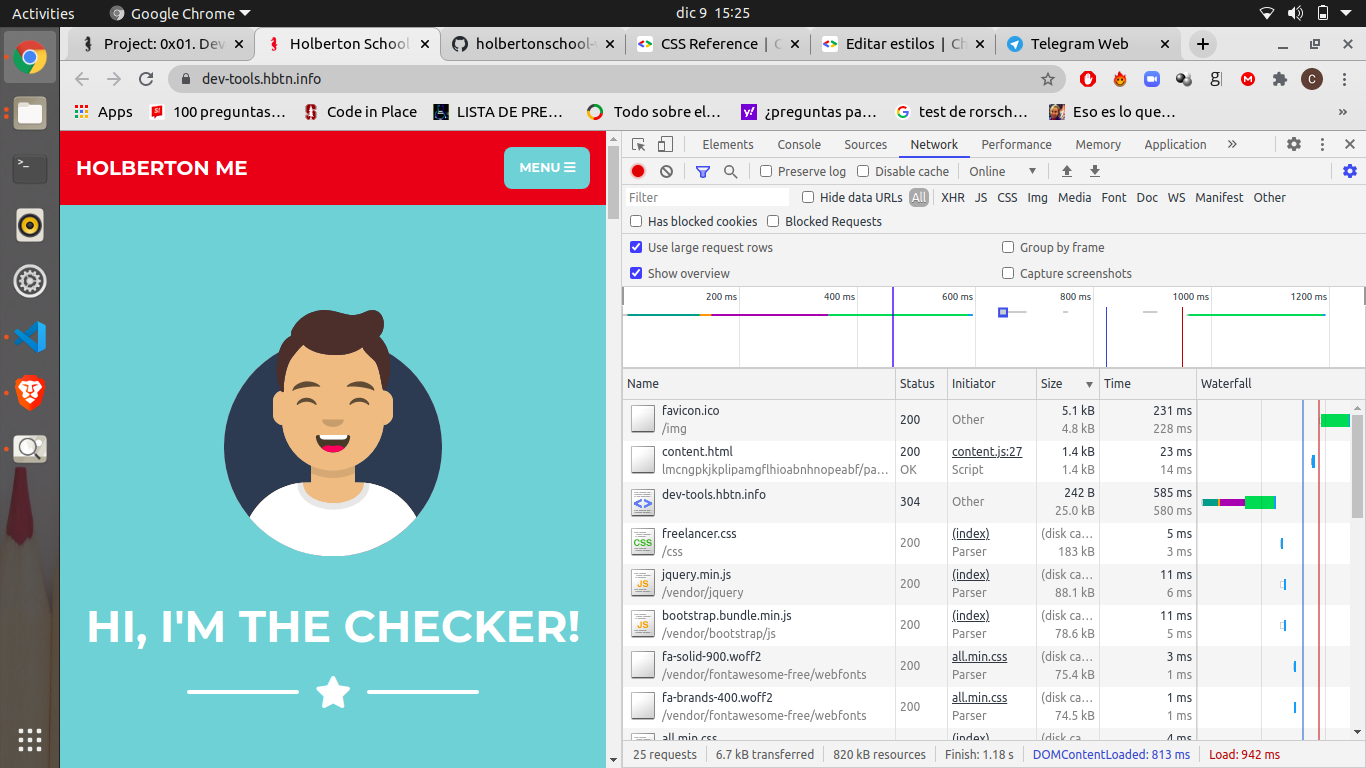 Activities
Google Chrome
dic 9 15:25
Project: 0x01. Dev
Holberton School
holbertonschool-
CSS Reference | C
Editar estilos | Ch
Telegram Web
dev-tools.hbtn.info
C
Apps
100 preguntas…
Code in Place
LISTA DE PRE…
Todo sobre el…
¿preguntas pa…
test de rorsch…
Eso es lo que…
»
HOLBERTON ME
MENU
HI, I'M THE CHECKER!
Elements
Console
Sources
Network
Performance
Memory
Application
»
Preserve log
Disable cache
Online
Filter
Hide data URLs
All
XHR
JS
CSS
Img
Media
Font
Doc
WS
Manifest
Other
Has blocked cookies
Blocked Requests
Use large request rows
Group by frame
Show overview
Capture screenshots
200 ms
400 ms
600 ms
800 ms
1000 ms
1200 ms
Name
Status
Initiator
Size
Time
Waterfall
favicon.ico
/img
200
Other
5.1 kB
4.8 kB
231 ms
228 ms
content.html
lmcngpkjkplipamgflhioabnhnopeabf/pa…
200
OK
content.js:27
Script
1.4 kB
1.4 kB
23 ms
14 ms
dev-tools.hbtn.info
304
Other
242 B
25.0 kB
585 ms
580 ms
freelancer.css
/css
200
(index)
Parser
(disk ca…
183 kB
5 ms
3 ms
jquery.min.js
/vendor/jquery
200
(index)
Parser
(disk ca…
88.1 kB
11 ms
6 ms
bootstrap.bundle.min.js
/vendor/bootstrap/js
200
(index)
Parser
(disk ca…
78.6 kB
11 ms
5 ms
fa-solid-900.woff2
/vendor/fontawesome-free/webfonts
200
all.min.css
Parser
(disk ca…
75.4 kB
3 ms
1 ms
fa-brands-400.woff2
/vendor/fontawesome-free/webfonts
200
all.min.css
Parser
(disk ca…
74.5 kB
1 ms
1 ms
all.min.css
(index)
(disk ca…
4 ms
25 requests
6.7 kB transferred
820 kB resources
Finish: 1.18 s
DOMContentLoaded: 813 ms
Load: 942 ms